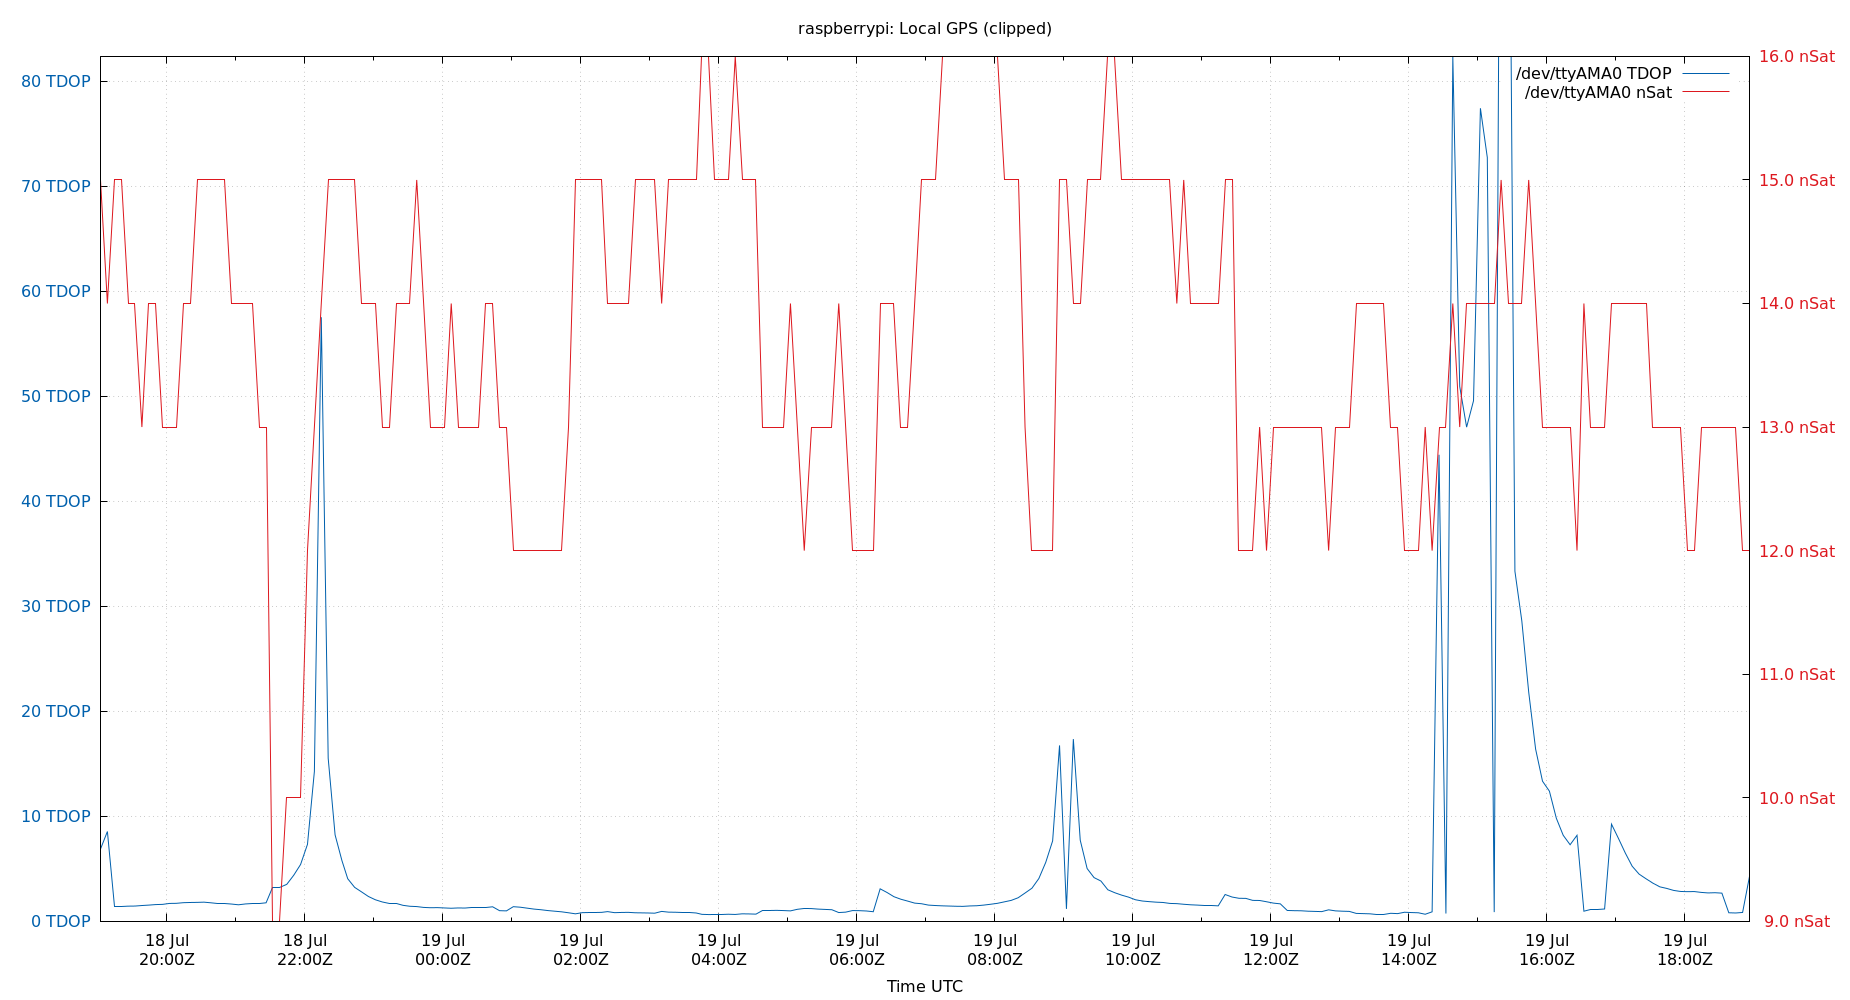 raspberrypi: Local GPS (clipped)
80 TDOP
70 TDOP
60 TDOP
50 TDOP
40 TDOP
30 TDOP
20 TDOP
10 TDOP
0 TDOP
16.0 nSat
15.0 nSat
14.0 nSat
13.0 nSat
12.0 nSat
11.0 nSat
10.0 nSat
9.0 nSat
/dev/ttyAMA0 TDOP
/dev/ttyAMA0 nSat
18 Jul
20:00Z
18 Jul
22:00Z
19 Jul
00:00Z
19 Jul
02:00Z
19 Jul
04:00Z
19 Jul
06:00Z
19 Jul
08:00Z
19 Jul
10:00Z
19 Jul
12:00Z
19 Jul
14:00Z
19 Jul
16:00Z
19 Jul
18:00Z
Time UTC